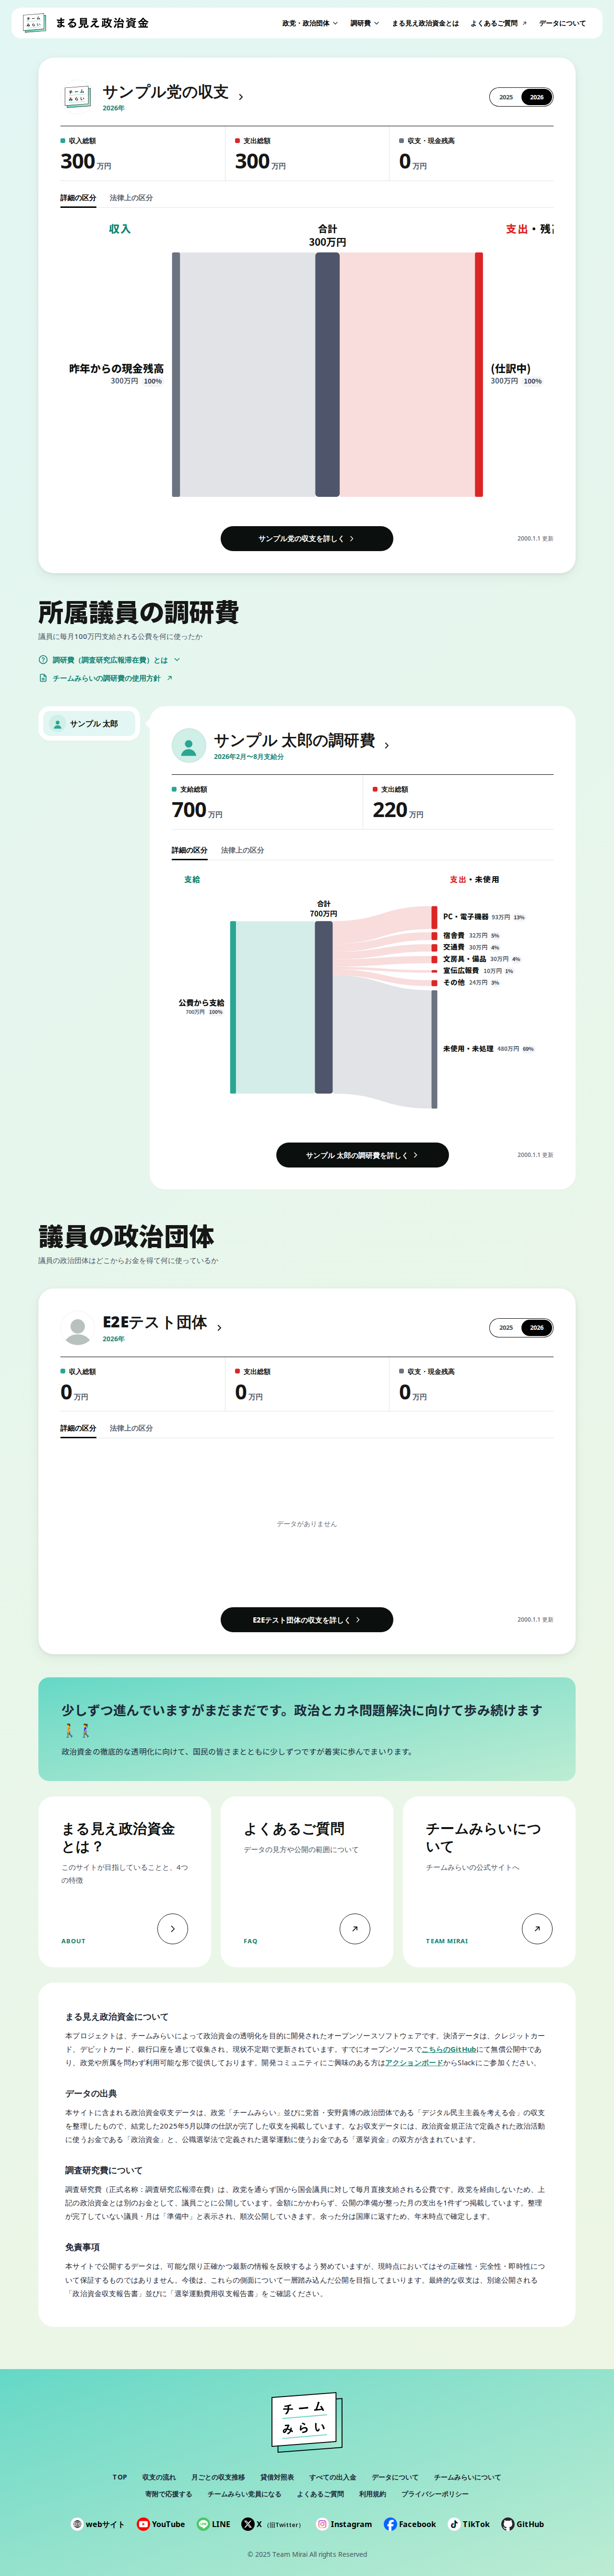 チーム
みらい
まる見え政治資金
政党・政治団体
調研費
まる見え政治資金とは
よくあるご質問
データについて
チーム
みらい
サンプル党の収支
2026年
2025
2026
収入総額
300万円
支出総額
300万円
収支・現金残高
0万円
詳細の区分
法律上の区分
収入
合計
300万円
支出・残
昨年からの現金残高
300万円 100%
(仕訳中)
300万円 100%
サンプル党の収支を詳しく
2000.1.1 更新
所属議員の調研費
議員に毎月100万円支給される公費を何に使ったか
調研費（調査研究広報滞在費）とは
チームみらいの調研費の使用方針
サンプル 太郎
サンプル 太郎の調研費
2026年2月〜8月支給分
支給総額
700万円
支出総額
220万円
詳細の区分
法律上の区分
支給
支出・未使用
合計
700万円
公費から支給
700万円 100%
PC・電子機器 93万円 13%
宿舎費 32万円 5%
交通費 30万円 4%
文房具・備品 30万円 4%
宣伝広報費 10万円 1%
その他 24万円 3%
未使用・未処理 480万円 69%
サンプル 太郎の調研費を詳しく
2000.1.1 更新
議員の政治団体
議員の政治団体はどこからお金を得て何に使っているか
E2Eテスト団体
2026年
2025
2026
収入総額
0万円
支出総額
0万円
収支・現金残高
0万円
詳細の区分
法律上の区分
データがありません
E2Eテスト団体の収支を詳しく
2000.1.1 更新
少しずつ進んでいますがまだまだです。政治とカネ問題解決に向けて歩み続けます
🚶🚶‍♀️
政治資金の徹底的な透明化に向けて、国民の皆さまとともに少しずつですが着実に歩んでまいります。
まる見え政治資金
とは？
このサイトが目指していることと、4つ
の特徴
ABOUT
よくあるご質問
データの見方や公開の範囲について
FAQ
チームみらいにつ
いて
チームみらいの公式サイトへ
TEAM MIRAI
まる見え政治資金について
本プロジェクトは、チームみらいによって政治資金の透明化を目的に開発されたオープンソースソフトウェアです。決済データは、クレジットカー
ド、デビットカード、銀行口座を通じて収集され、現状不定期で更新されています。すでにオープンソースでこちらのGitHubにて無償公開中であ
り、政党や所属を問わず利用可能な形で提供しております。開発コミュニティにご興味のある方はアクションボードからSlackにご参加ください。
データの出典
本サイトに含まれる政治資金収支データは、政党「チームみらい」並びに党首・安野貴博の政治団体である「デジタル民主主義を考える会」の収支
を整理したもので、結党した2025年5月以降の仕訳が完了した収支を掲載しています。なお収支データには、政治資金規正法で定義された政治活動
に使うお金である「政治資金」と、公職選挙法で定義された選挙運動に使うお金である「選挙資金」の双方が含まれています。
調査研究費について
調査研究費（正式名称：調査研究広報滞在費）は、政党を通らず国から国会議員に対して毎月直接支給される公費です。政党を経由しないため、上
記の政治資金とは別のお金として、議員ごとに公開しています。金額にかかわらず、公開の準備が整った月の支出を1件ずつ掲載しています。整理
が完了していない議員・月は「準備中」と表示され、順次公開していきます。余った分は国庫に返すため、年末時点で確定します。
免責事項
本サイトで公開するデータは、可能な限り正確かつ最新の情報を反映するよう努めていますが、現時点においてはその正確性・完全性・即時性につ
いて保証するものではありません。今後は、これらの側面について一層踏み込んだ公開を目指してまいります。最終的な収支は、別途公開される
「政治資金収支報告書」並びに「選挙運動費用収支報告書」をご確認ください。
チーム
みらい
TOP
収支の流れ
月ごとの収支推移
貸借対照表
すべての出入金
データについて
チームみらいについて
寄附で応援する
チームみらい党員になる
よくあるご質問
利用規約
プライバシーポリシー
webサイト
YouTube
LINE
X （旧Twitter）
Instagram
Facebook
TikTok
GitHub
© 2025 Team Mirai All rights Reserved